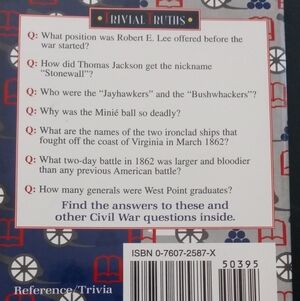 TRIVIAL TRUTHS
Q: What position was Robert E. Lee offered before the
war started?
Q: How did Thomas Jackson get the nickname
“Stonewall”?
Q: Who were the “Jayhawkers” and the “Bushwhackers”?
Q: Why was the Minié ball so deadly?
Q: What are the names of the two ironclad ships that
fought off the coast of Virginia in March 1862?
Q: What two-day battle in 1862 was larger and bloodier
than any previous American battle?
Q: How many generals were West Point graduates?
Find the answers to these and
other Civil War questions inside.
ISBN 0-7607-2587-X
50395
Reference/Trivia